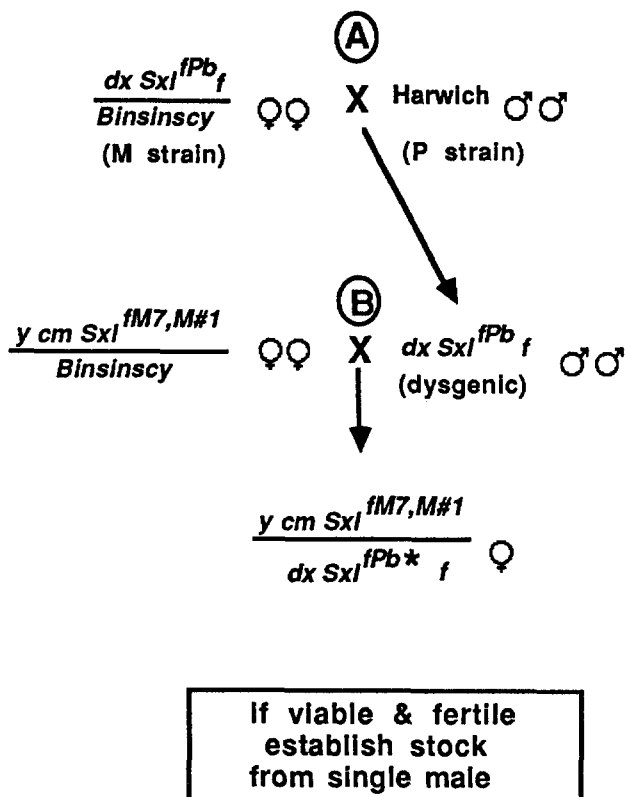 A
dx Sxl^fPb f
Binsinscy
(M strain)
♀♀
X
Harwich ♂♂
(P strain)
B
y cm Sxl^fM7,M#1
Binsinscy
♀♀
X
dx Sxl^fPb f
(dysgenic)
♂♂
y cm Sxl^fM7,M#1
dx Sxl^fPb* f
♀
If viable & fertile
establish stock
from single male